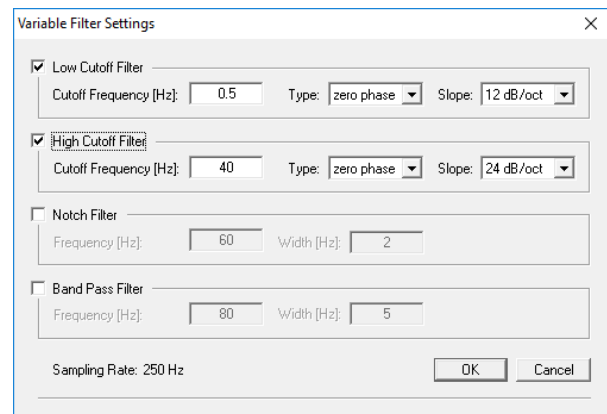 Variable Filter Settings
Low Cutoff Filter
Cutoff Frequency [Hz]: 0.5 Type: zero phase Slope: 12 dB/oct
High Cutoff Filter
Cutoff Frequency [Hz]: 40 Type: zero phase Slope: 24 dB/oct
Notch Filter
Frequency [Hz]: 60 Width [Hz]: 2
Band Pass Filter
Frequency [Hz]: 80 Width [Hz]: 5
Sampling Rate: 250 Hz OK Cancel